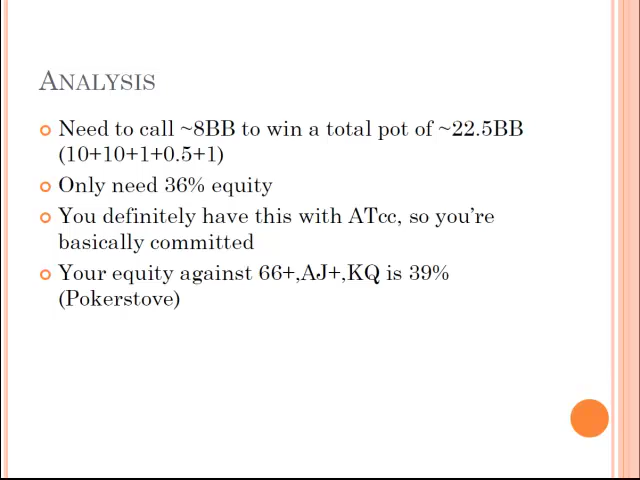 ANALYSIS
Need to call ~8BB to win a total pot of ~22.5BB
(10+10+1+0.5+1)
Only need 36% equity
You definitely have this with ATcc, so you're
basically committed
Your equity against 66+,AJ+,KQ is 39%
(Pokerstove)